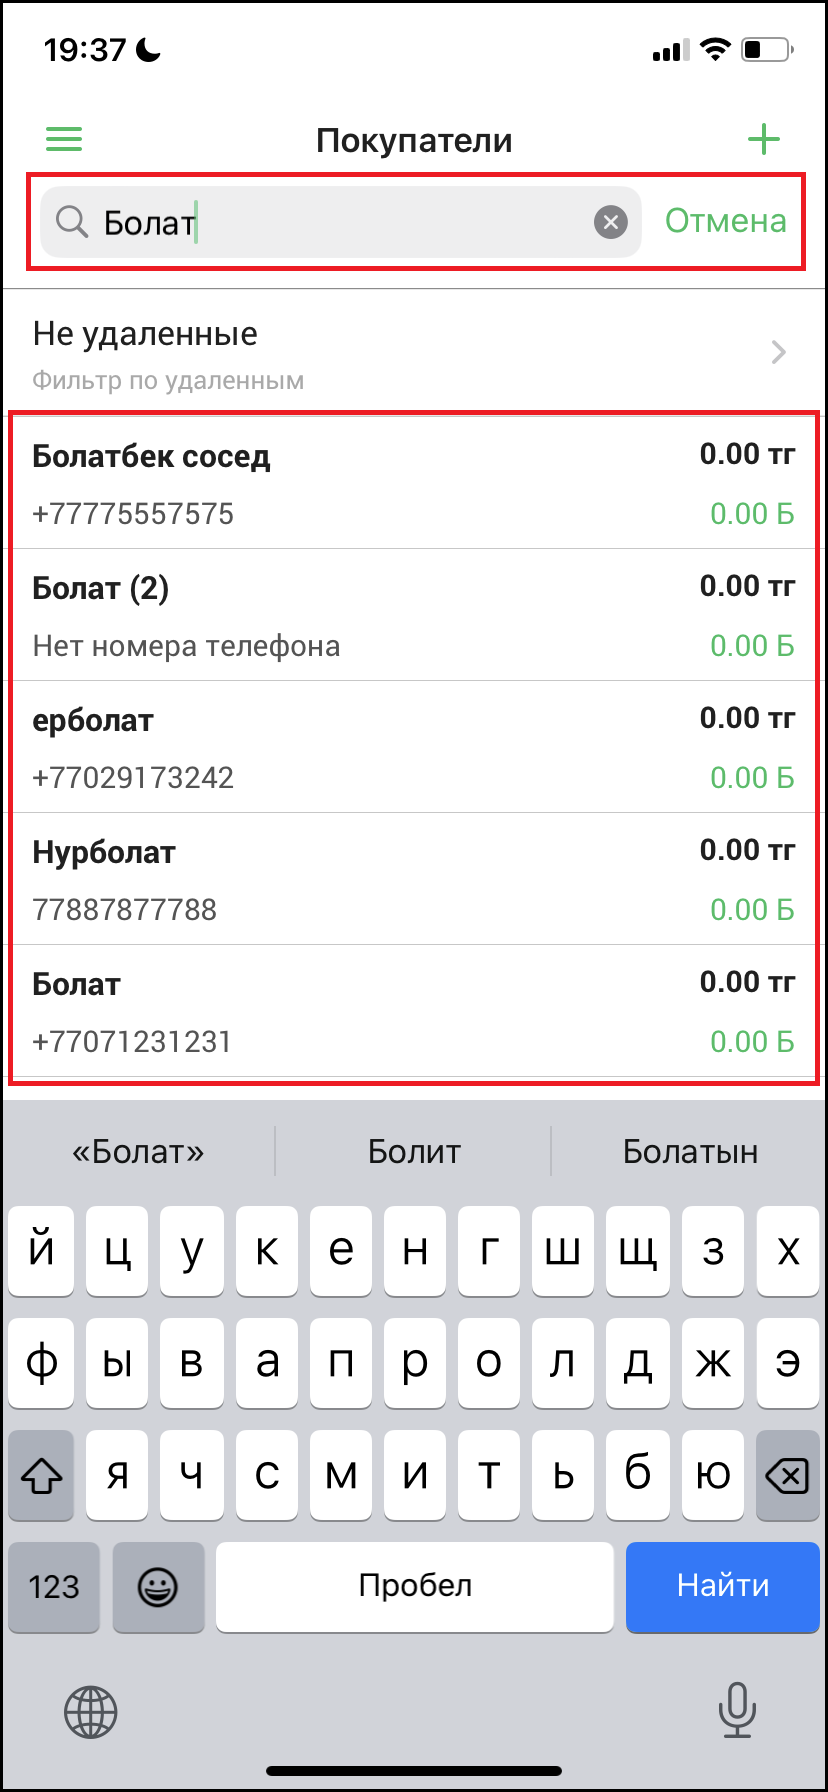 19:37
Покупатели
Болат
Отмена
Не удаленные
Фильтр по удаленным
Болатбек сосед 0.00 тг
+77775557575 0.00 Б
Болат (2) 0.00 тг
Нет номера телефона 0.00 Б
ерболат 0.00 тг
+77029173242 0.00 Б
Нурболат 0.00 тг
77887877788 0.00 Б
Болат 0.00 тг
+77071231231 0.00 Б
«Болат» Болит Болатын
й ц у к е н г ш щ з х
ф ы в а п р о л д ж э
я ч с м и т ь б ю
123 Пробел Найти